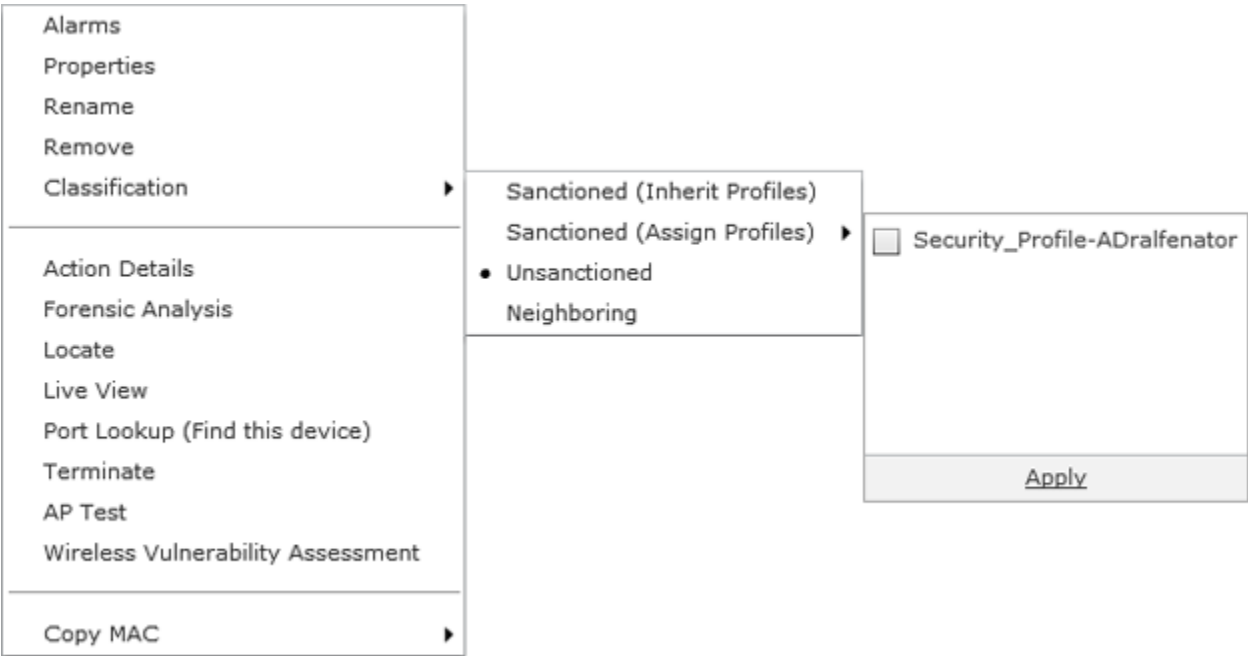 Alarms
Properties
Rename
Remove
Classification
Action Details
Forensic Analysis
Locate
Live View
Port Lookup (Find this device)
Terminate
AP Test
Wireless Vulnerability Assessment
Copy MAC
Sanctioned (Inherit Profiles)
Sanctioned (Assign Profiles)
Unsanctioned
Neighboring
Security_Profile-ADralfenator
Apply